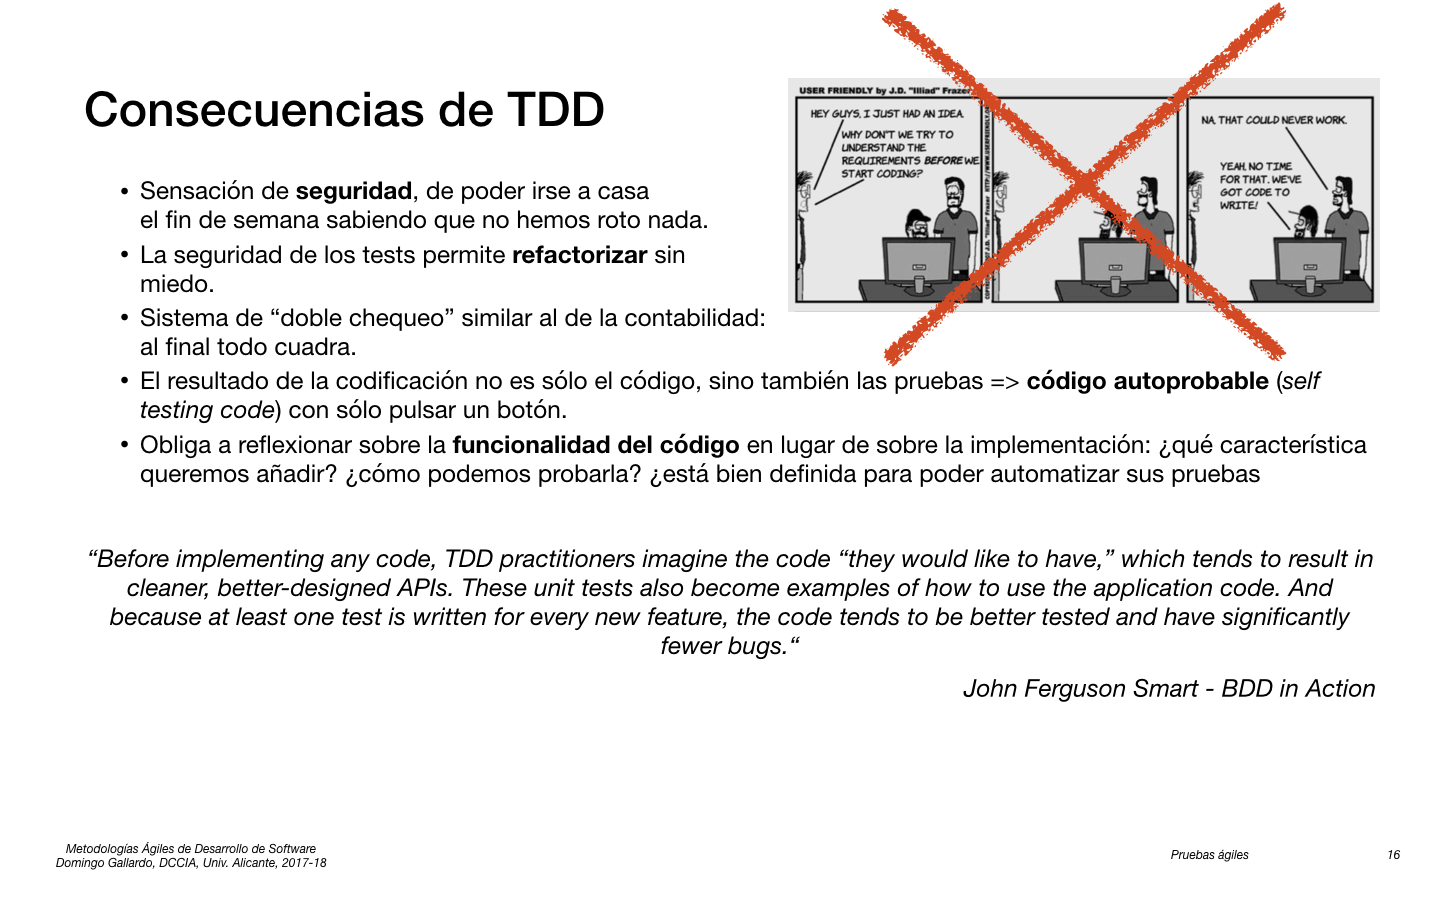 Consecuencias de TDD
USER FRIENDLY by J.D. "Illiad" Frazer
HEY GUYS, I JUST HAD AN IDEA.
WHY DON'T WE TRY TO
UNDERSTAND THE
REQUIREMENTS BEFORE WE
START CODING?
NA, THAT COULD NEVER WORK.
YEAH, NO TIME
FOR THAT. WE'VE
GOT CODE TO
WRITE!
• Sensación de seguridad, de poder irse a casa
el fin de semana sabiendo que no hemos roto nada.
• La seguridad de los tests permite refactorizar sin
miedo.
• Sistema de “doble chequeo” similar al de la contabilidad:
al final todo cuadra.
• El resultado de la codificación no es sólo el código, sino también las pruebas => código autoprobable (self
testing code) con sólo pulsar un botón.
• Obliga a reflexionar sobre la funcionalidad del código en lugar de sobre la implementación: ¿qué característica
queremos añadir? ¿cómo podemos probarla? ¿está bien definida para poder automatizar sus pruebas
“Before implementing any code, TDD practitioners imagine the code “they would like to have,” which tends to result in
cleaner, better-designed APIs. These unit tests also become examples of how to use the application code. And
because at least one test is written for every new feature, the code tends to be better tested and have significantly
fewer bugs.“
John Ferguson Smart - BDD in Action
Metodologías Ágiles de Desarrollo de Software
Domingo Gallardo, DCCIA, Univ. Alicante, 2017-18
Pruebas ágiles
16